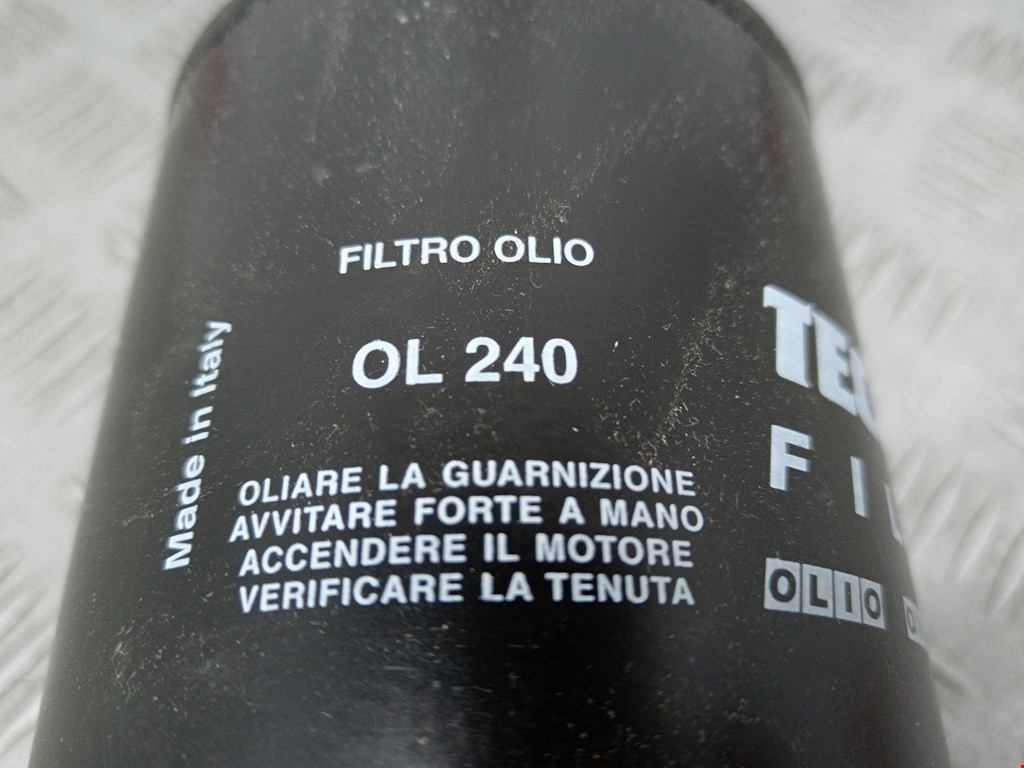 Made in Italy
FILTRO OLIO
OL 240
OLIARE LA GUARNIZIONE
AVVITARE FORTE A MANO
ACCENDERE IL MOTORE
VERIFICARE LA TENUTA
OLIO